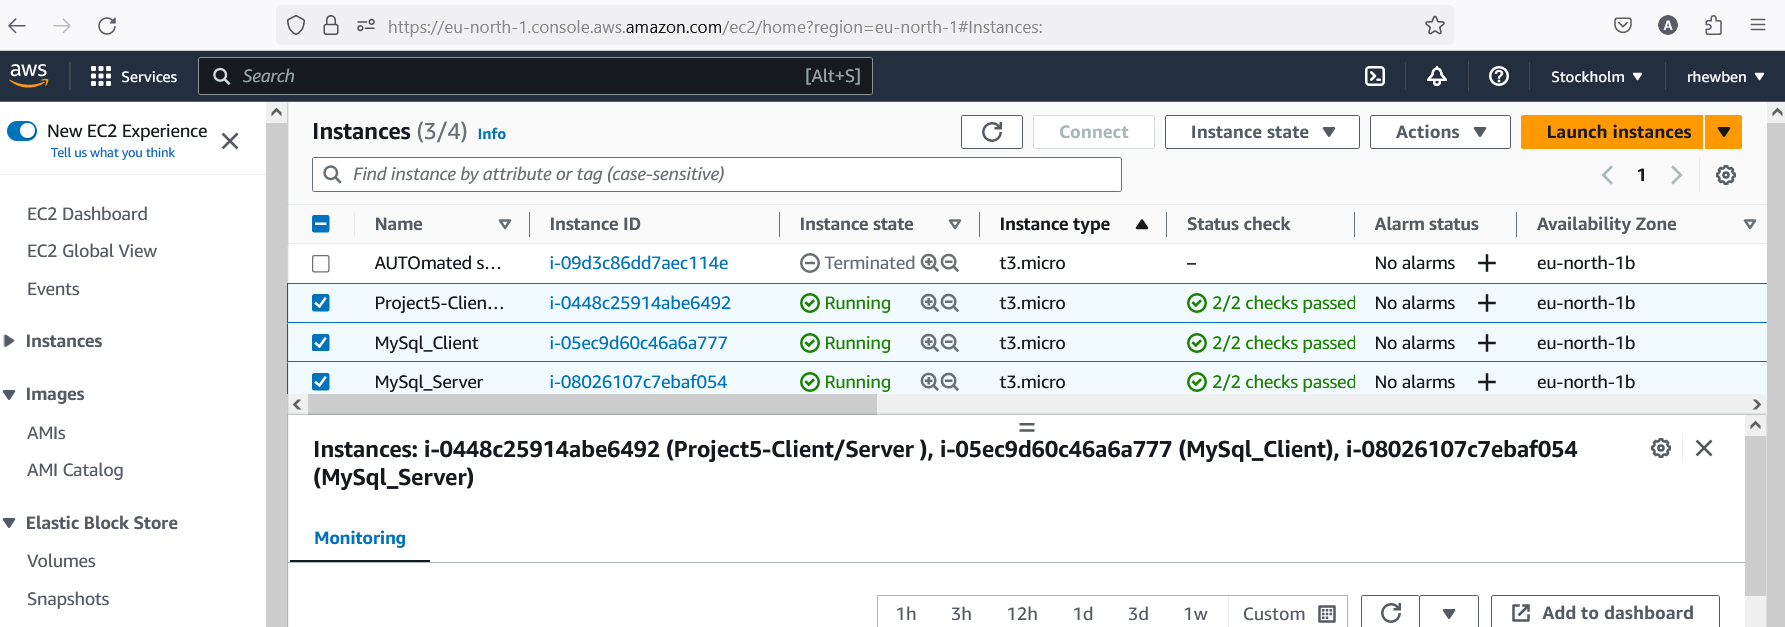 https://eu-north-1.console.aws.amazon.com/ec2/home?region=eu-north-1#Instances:
A
aws
Services
Search
[Alt+S]
Stockholm
rhewben
New EC2 Experience
Tell us what you think
EC2 Dashboard
EC2 Global View
Events
Instances
Images
AMIs
AMI Catalog
Elastic Block Store
Volumes
Snapshots
Instances (3/4) Info
Connect
Instance state
Actions
Launch instances
Find instance by attribute or tag (case-sensitive)
1
Name Instance ID Instance state Instance type Status check Alarm status Availability Zone
AUTOmated s... i-09d3c86dd7aec114e Terminated t3.micro – No alarms + eu-north-1b
Project5-Clien... i-0448c25914abe6492 Running t3.micro 2/2 checks passed No alarms + eu-north-1b
MySql_Client i-05ec9d60c46a6a777 Running t3.micro 2/2 checks passed No alarms + eu-north-1b
MySql_Server i-08026107c7ebaf054 Running t3.micro 2/2 checks passed No alarms + eu-north-1b
Instances: i-0448c25914abe6492 (Project5-Client/Server ), i-05ec9d60c46a6a777 (MySql_Client), i-08026107c7ebaf054
(MySql_Server)
Monitoring
1h 3h 12h 1d 3d 1w Custom
Add to dashboard